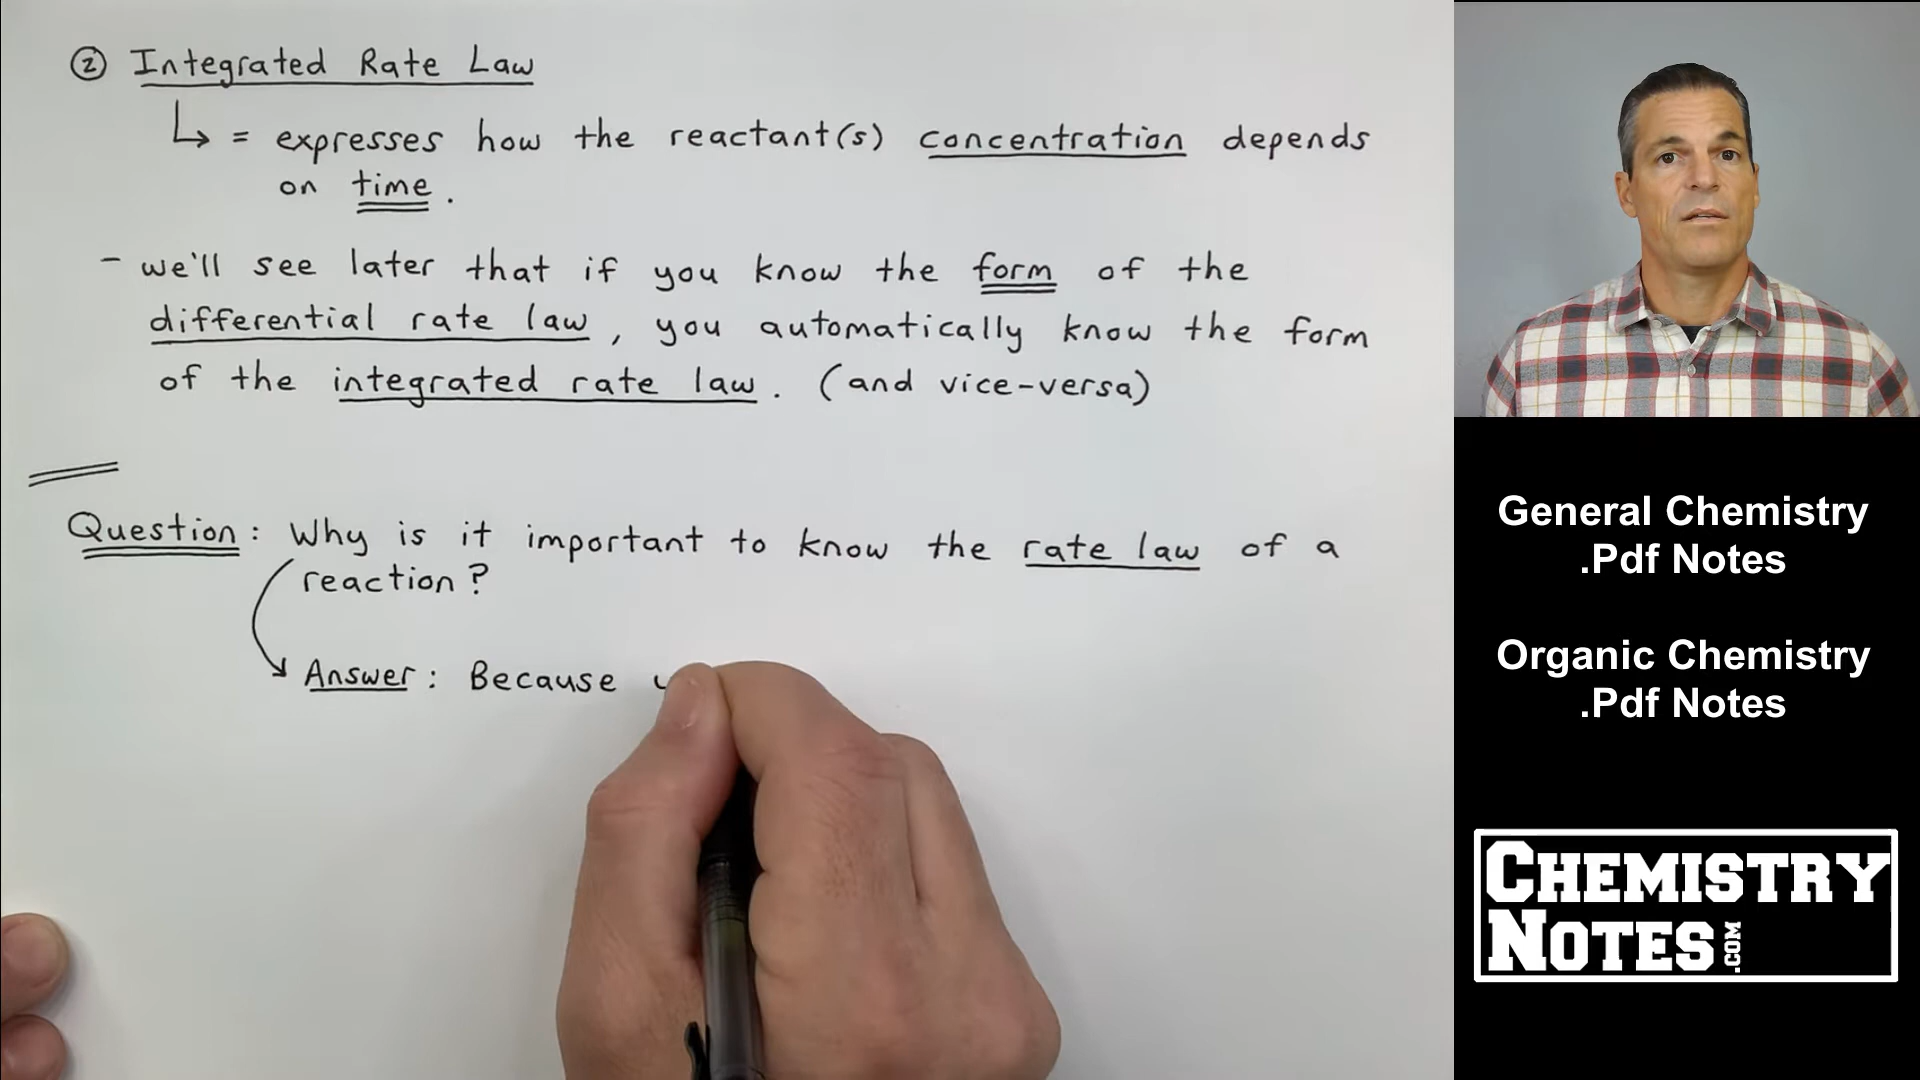 ② Integrated Rate Law
↳ = expresses how the reactant(s) concentration depends
on time.
- we'll see later that if you know the form of the
differential rate law, you automatically know the form
of the integrated rate law. (and vice-versa)
Question: Why is it important to know the rate law of a
reaction?
Answer: Because
General Chemistry
.Pdf Notes
Organic Chemistry
.Pdf Notes
CHEMISTRY
NOTES.COM